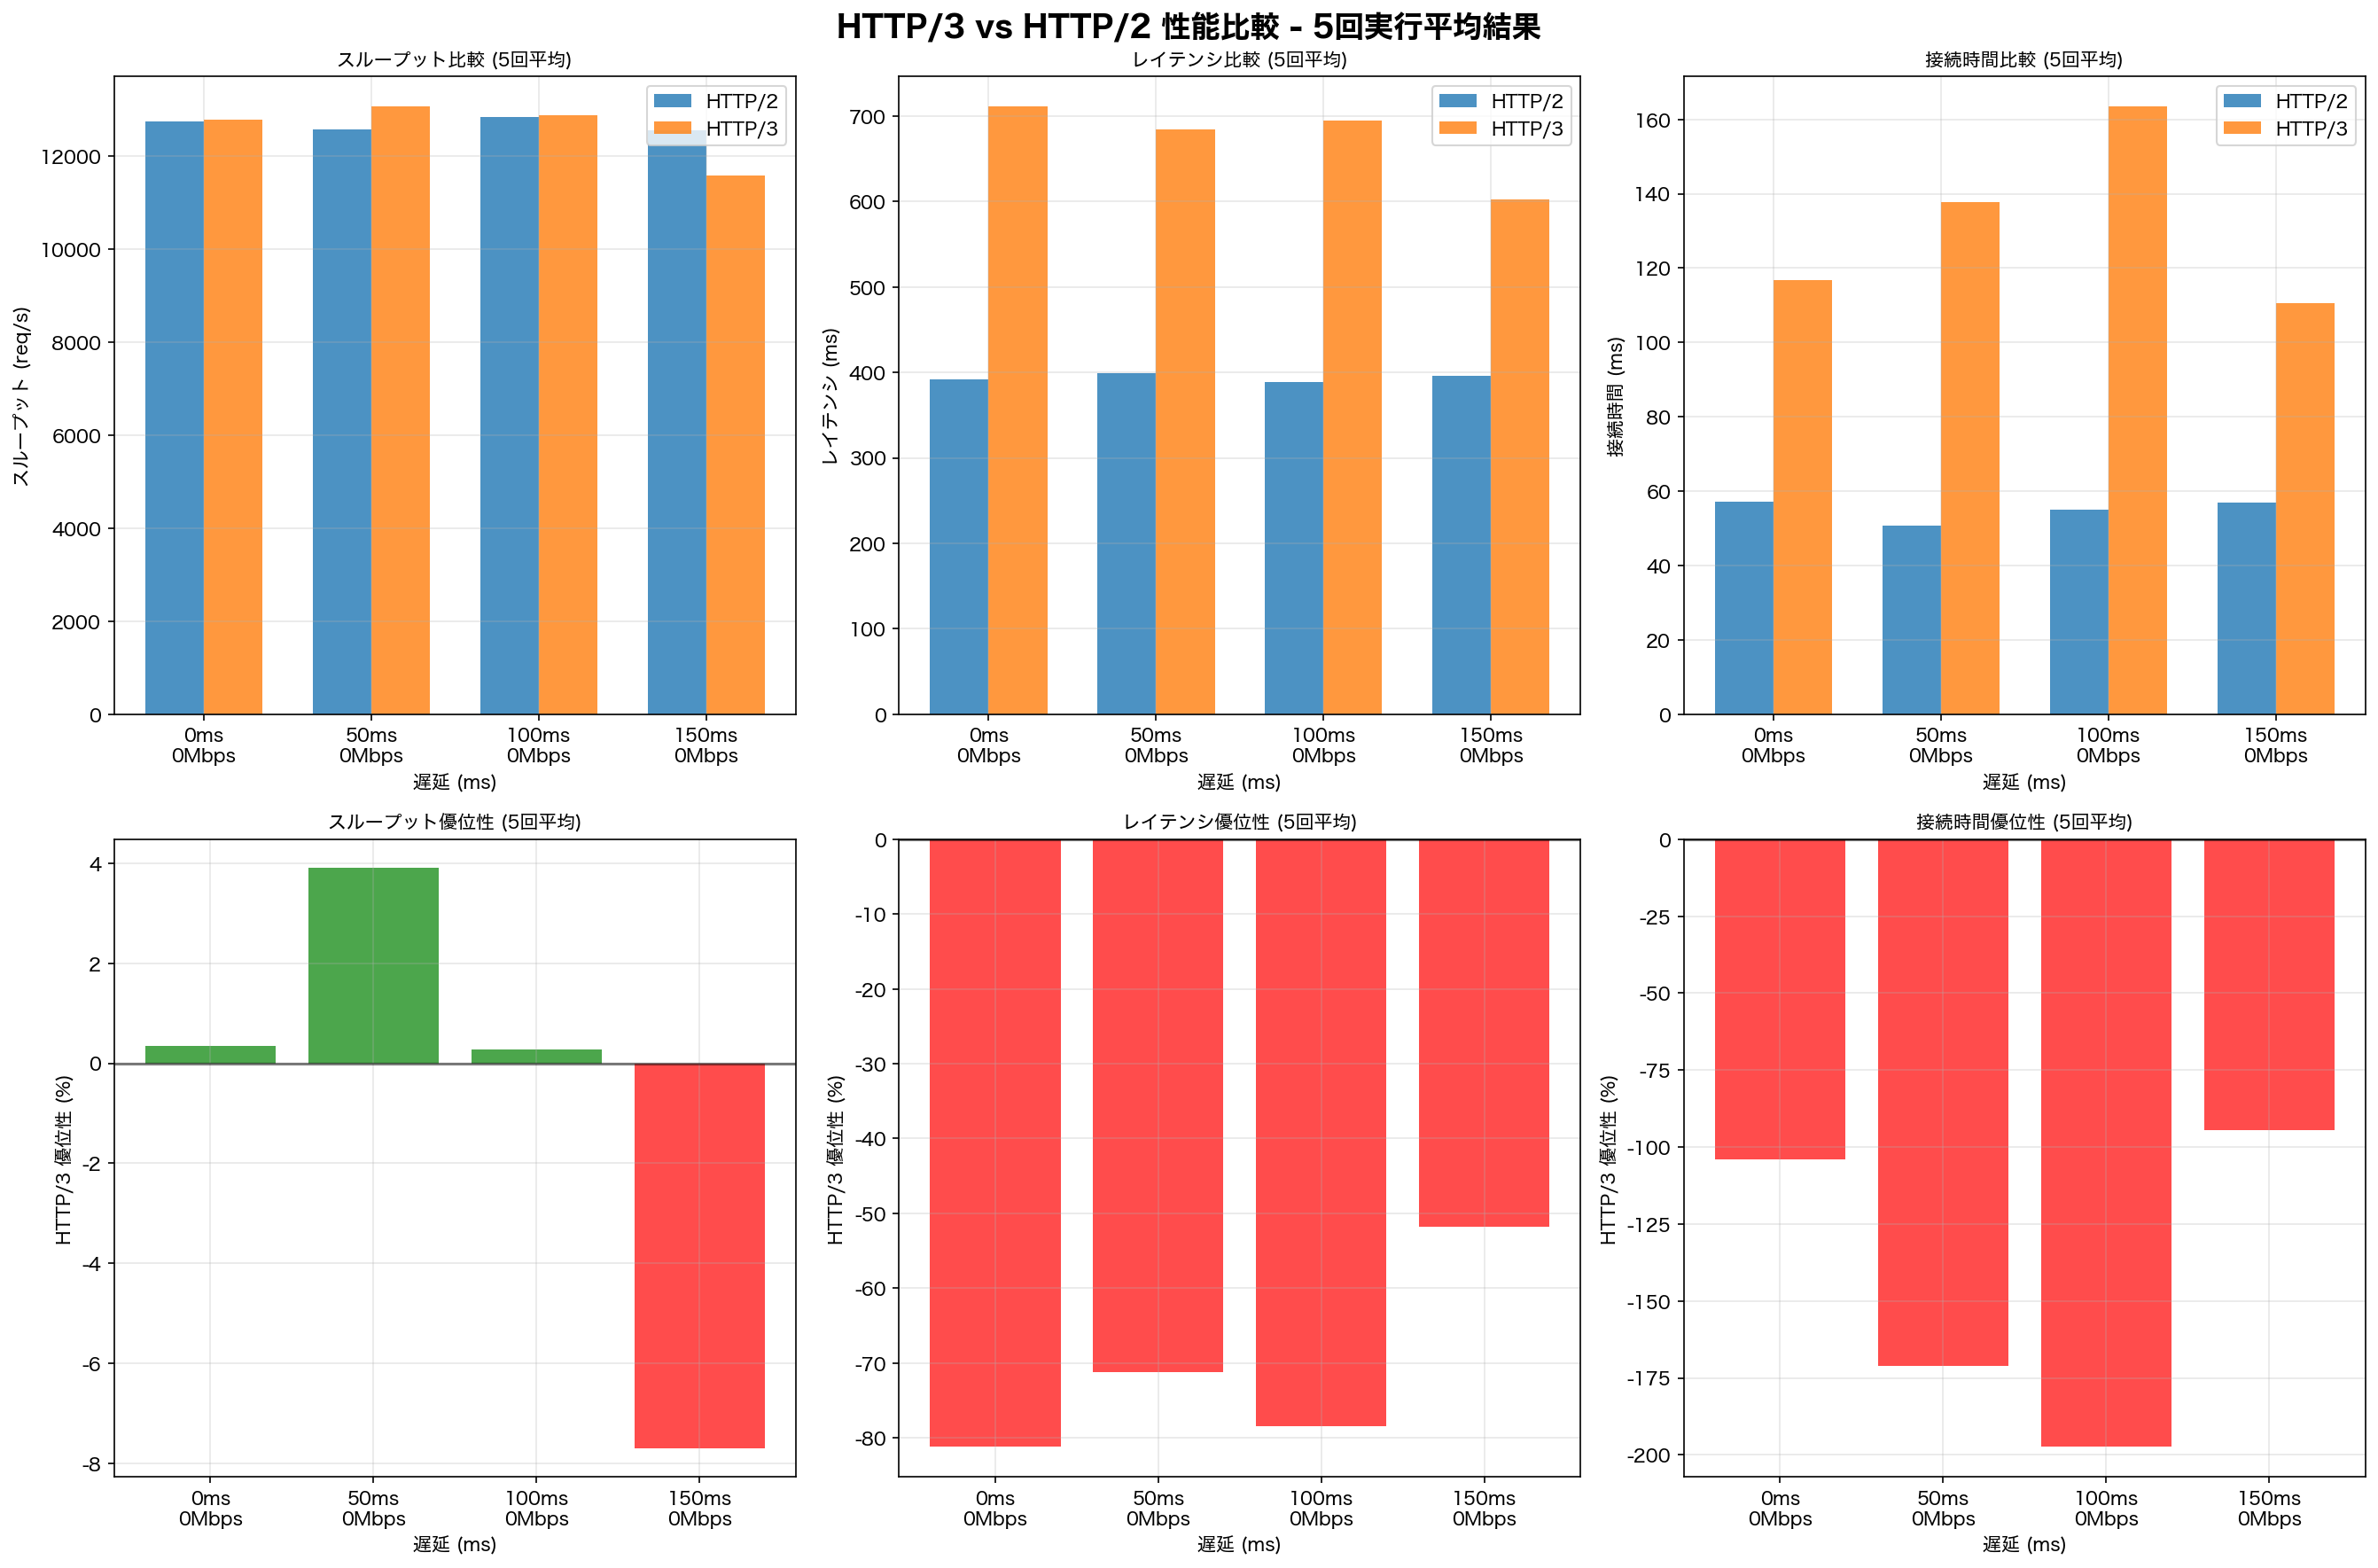 HTTP/3 vs HTTP/2 性能比較 - 5回実行平均結果
スループット比較 (5回平均)
HTTP/2
HTTP/3
スループット (req/s)
12000
10000
8000
6000
4000
2000
0
0ms
0Mbps
50ms
0Mbps
100ms
0Mbps
150ms
0Mbps
遅延 (ms)
レイテンシ比較 (5回平均)
HTTP/2
HTTP/3
レイテンシ (ms)
700
600
500
400
300
200
100
0
0ms
0Mbps
50ms
0Mbps
100ms
0Mbps
150ms
0Mbps
遅延 (ms)
接続時間比較 (5回平均)
HTTP/2
HTTP/3
接続時間 (ms)
160
140
120
100
80
60
40
20
0
0ms
0Mbps
50ms
0Mbps
100ms
0Mbps
150ms
0Mbps
遅延 (ms)
スループット優位性 (5回平均)
HTTP/3 優位性 (%)
4
2
0
-2
-4
-6
-8
0ms
0Mbps
50ms
0Mbps
100ms
0Mbps
150ms
0Mbps
遅延 (ms)
レイテンシ優位性 (5回平均)
HTTP/3 優位性 (%)
0
-10
-20
-30
-40
-50
-60
-70
-80
0ms
0Mbps
50ms
0Mbps
100ms
0Mbps
150ms
0Mbps
遅延 (ms)
接続時間優位性 (5回平均)
HTTP/3 優位性 (%)
0
-25
-50
-75
-100
-125
-150
-175
-200
0ms
0Mbps
50ms
0Mbps
100ms
0Mbps
150ms
0Mbps
遅延 (ms)